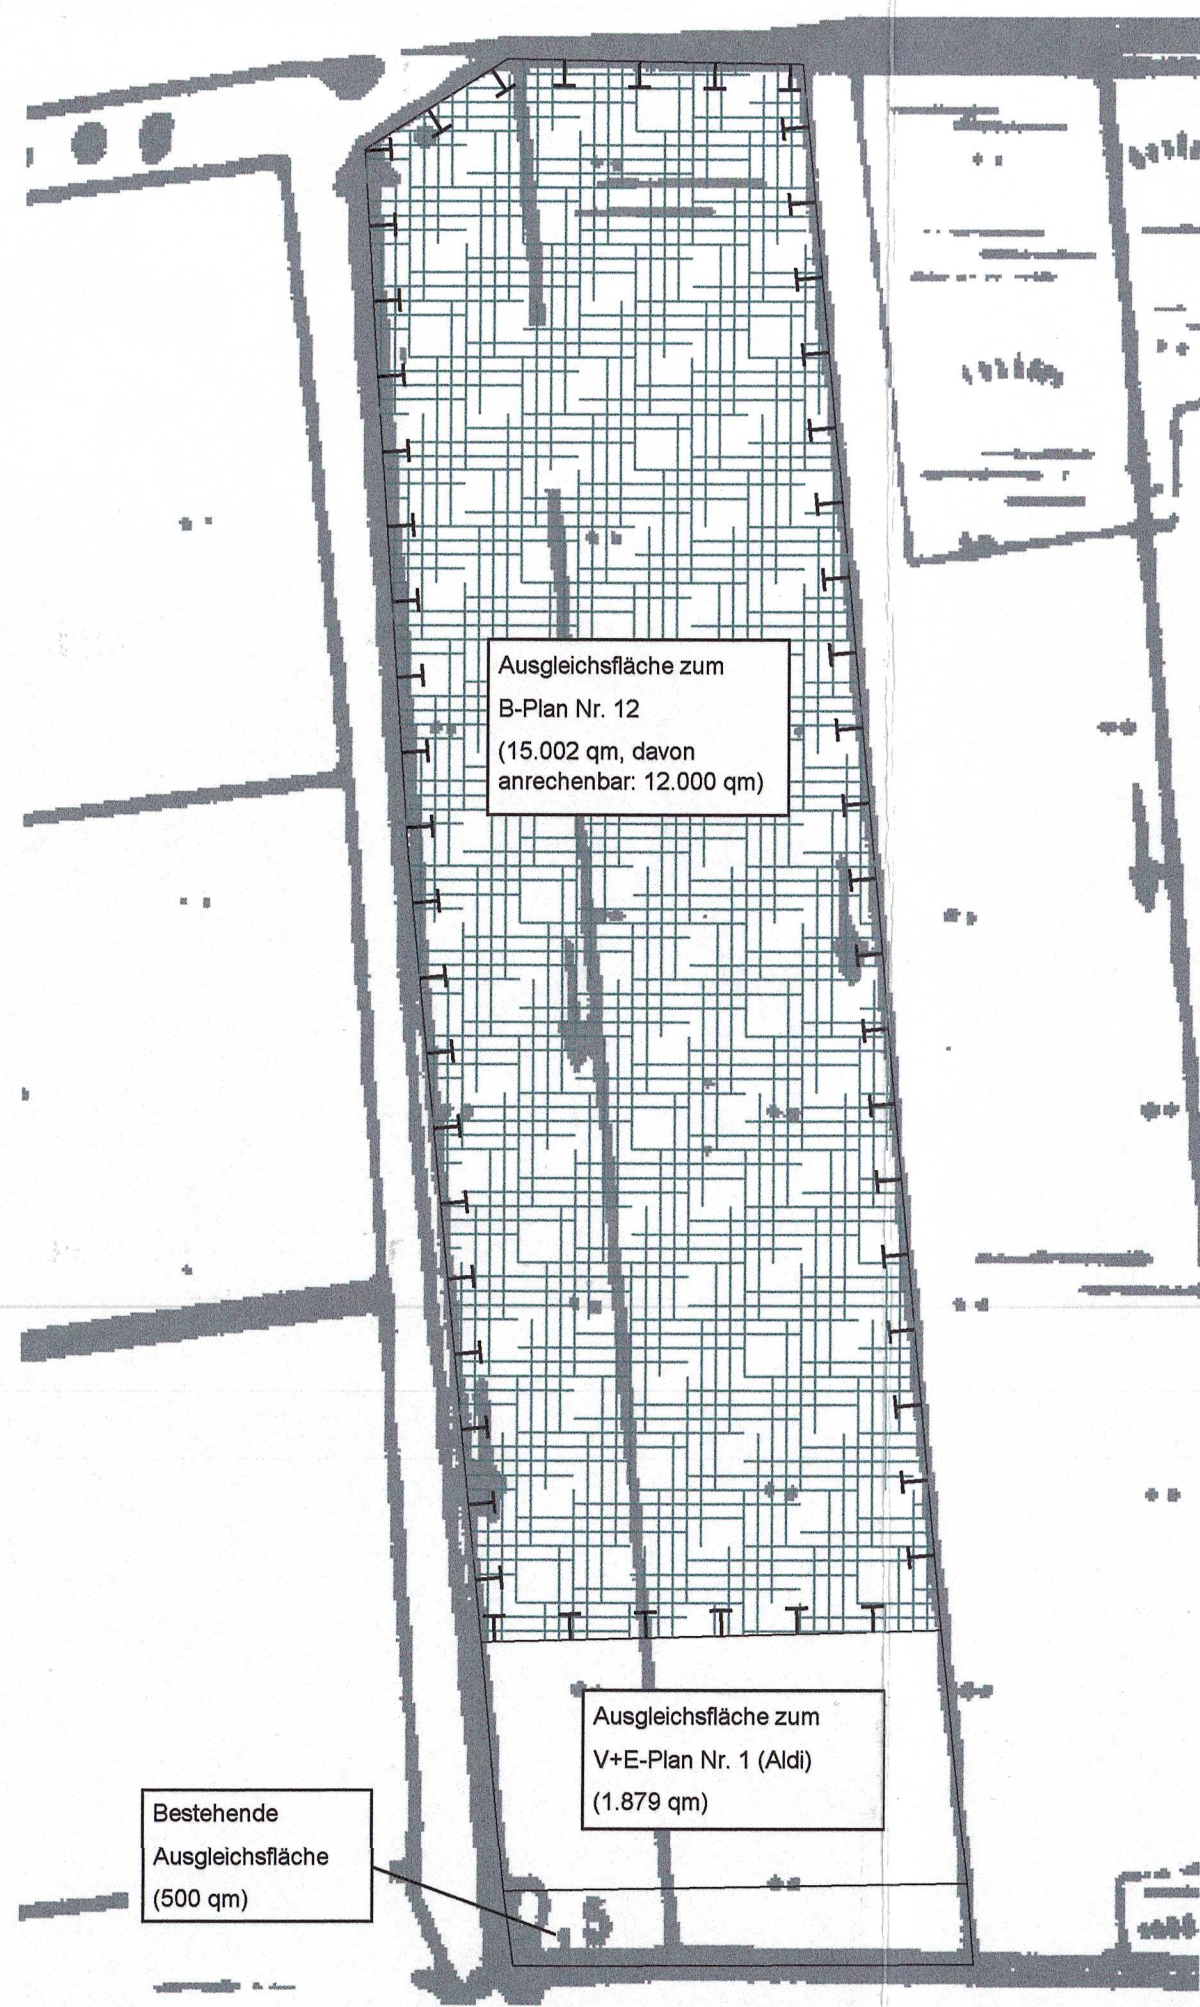 Ausgleichsfläche zum
B-Plan Nr. 12
(15.002 qm, davon
anrechenbar: 12.000 qm)
Ausgleichsfläche zum
V+E-Plan Nr. 1 (Aldi)
(1.879 qm)
Bestehende
Ausgleichsfläche
(500 qm)